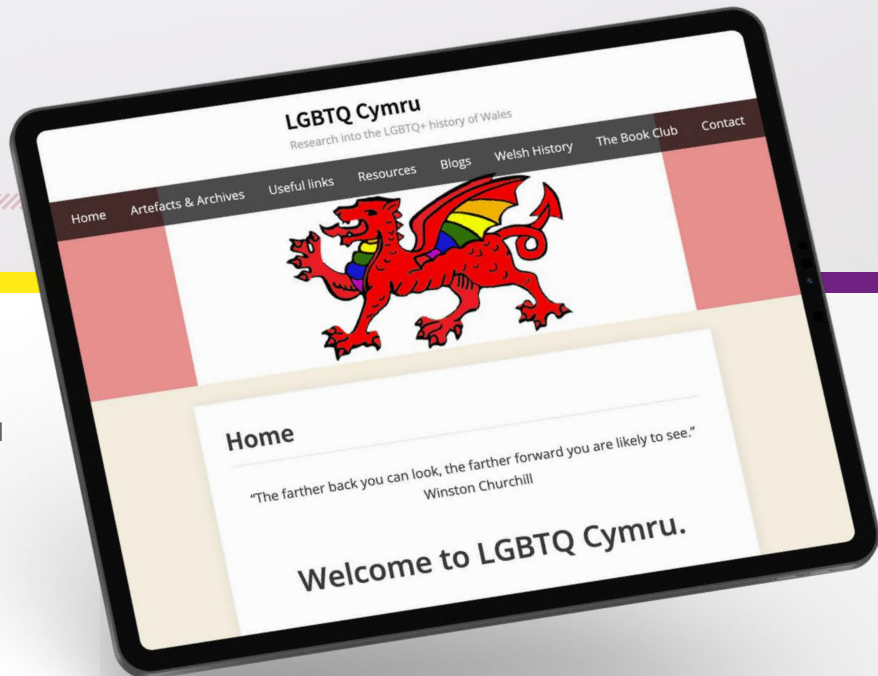 LGBTQ Cymru
Research into the LGBTQ+ history of Wales
Home Artefacts & Archives Useful links Resources Blogs Welsh History The Book Club Contact
Home
“The farther back you can look, the farther forward you are likely to see.”
Winston Churchill
Welcome to LGBTQ Cymru.